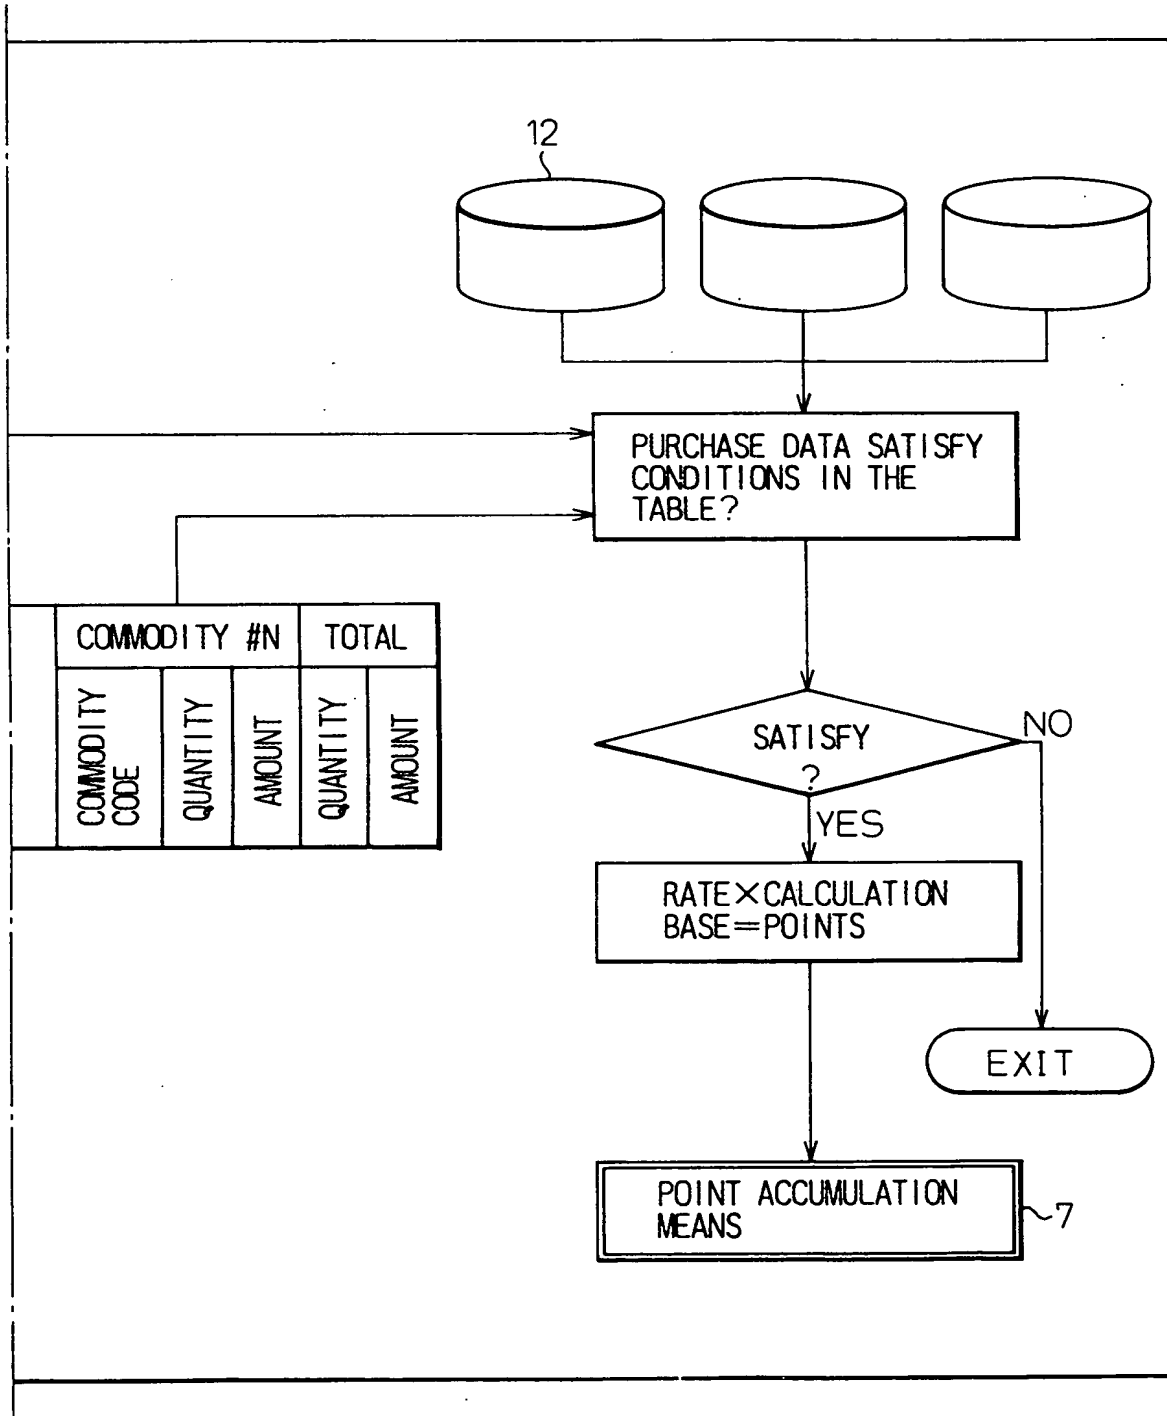 12
PURCHASE DATA SATISFY
CONDITIONS IN THE
TABLE?
COMMODITY #N
TOTAL
COMMODITY
CODE
QUANTITY
AMOUNT
QUANTITY
AMOUNT
SATISFY
?
NO
YES
RATE×CALCULATION
BASE=POINTS
EXIT
POINT ACCUMULATION
MEANS
7